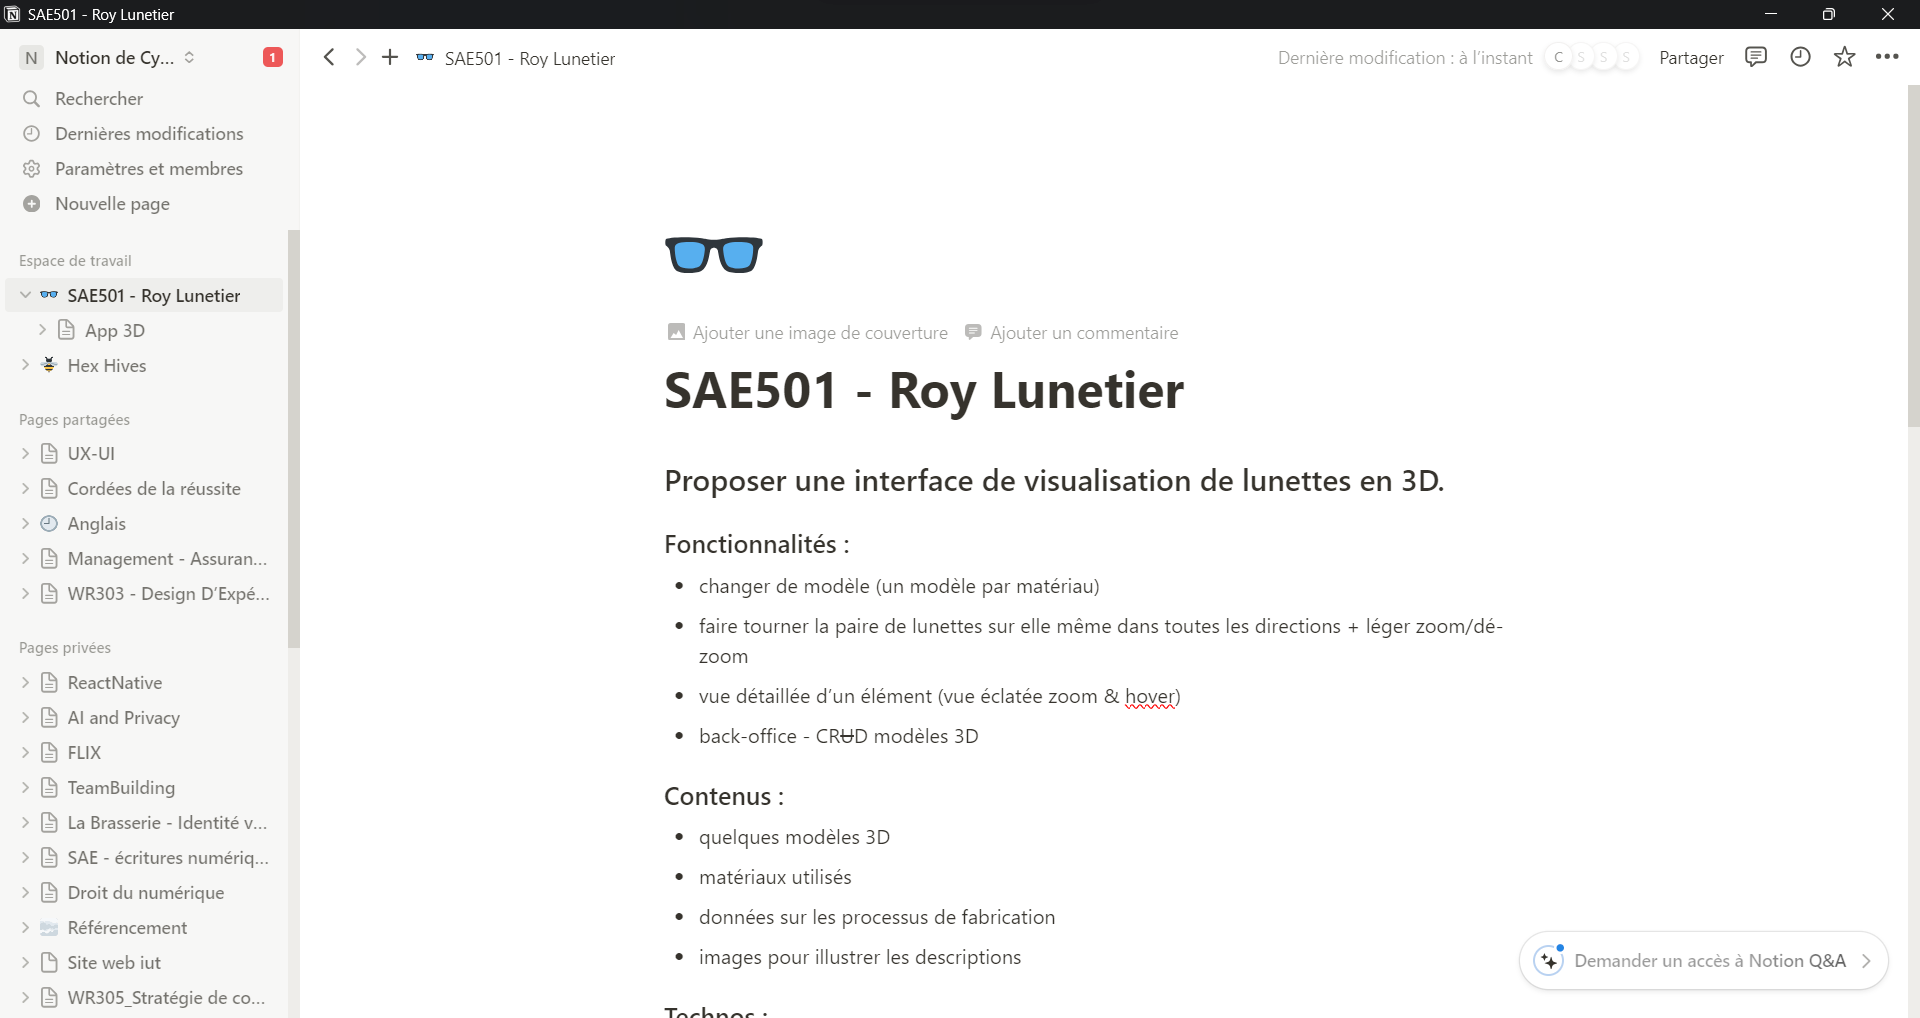 SAE501 - Roy Lunetier
N Notion de Cy... 1
Rechercher
Dernières modifications
Paramètres et membres
Nouvelle page
Espace de travail
SAE501 - Roy Lunetier
App 3D
Hex Hives
Pages partagées
UX-UI
Cordées de la réussite
Anglais
Management - Assuran...
WR303 - Design D'Expé...
Pages privées
ReactNative
AI and Privacy
FLIX
TeamBuilding
La Brasserie - Identité v...
SAE - écritures numériq...
Droit du numérique
Référencement
Site web iut
WR305_Stratégie de co...
SAE501 - Roy Lunetier
Dernière modification : à l'instant C S S S Partager
Ajouter une image de couverture Ajouter un commentaire
SAE501 - Roy Lunetier
Proposer une interface de visualisation de lunettes en 3D.
Fonctionnalités :
• changer de modèle (un modèle par matériau)
• faire tourner la paire de lunettes sur elle même dans toutes les directions + léger zoom/dé-
zoom
• vue détaillée d'un élément (vue éclatée zoom & hover)
• back-office - CRUD modèles 3D
Contenus :
• quelques modèles 3D
• matériaux utilisés
• données sur les processus de fabrication
• images pour illustrer les descriptions
Technos :
Demander un accès à Notion Q&A